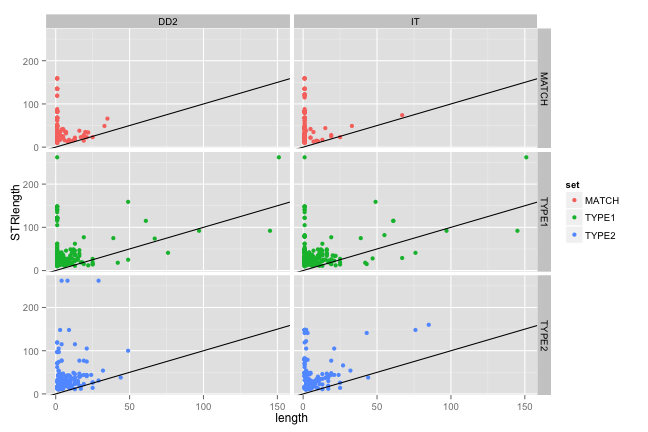 DD2
IT
200
100
0
MATCH
200
100
0
TYPE1
200
100
0
TYPE2
STRlength
0
50
100
150
0
50
100
150
length
set
MATCH
TYPE1
TYPE2